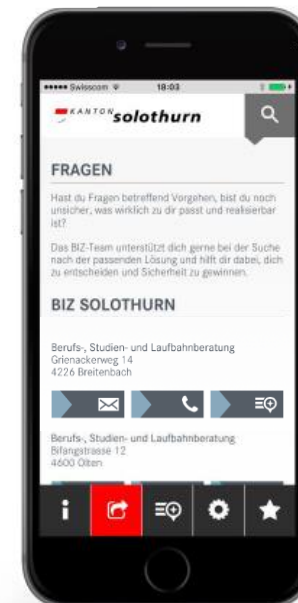 Swisscom
18:03
KANTON solothurn
FRAGEN
Hast du Fragen betreffend Vorgehen, bist du noch
unsicher, was wirklich zu dir passt und realisierbar
ist?
Das BIZ-Team unterstützt dich gerne bei der Suche
nach der passenden Lösung und hilft dir dabei, dich
zu entscheiden und Sicherheit zu gewinnen.
BIZ SOLOTHURN
Berufs-, Studien- und Laufbahnberatung
Grienackerweg 14
4226 Breitenbach
Berufs-, Studien- und Laufbahnberatung
Bifangstrasse 12
4600 Olten